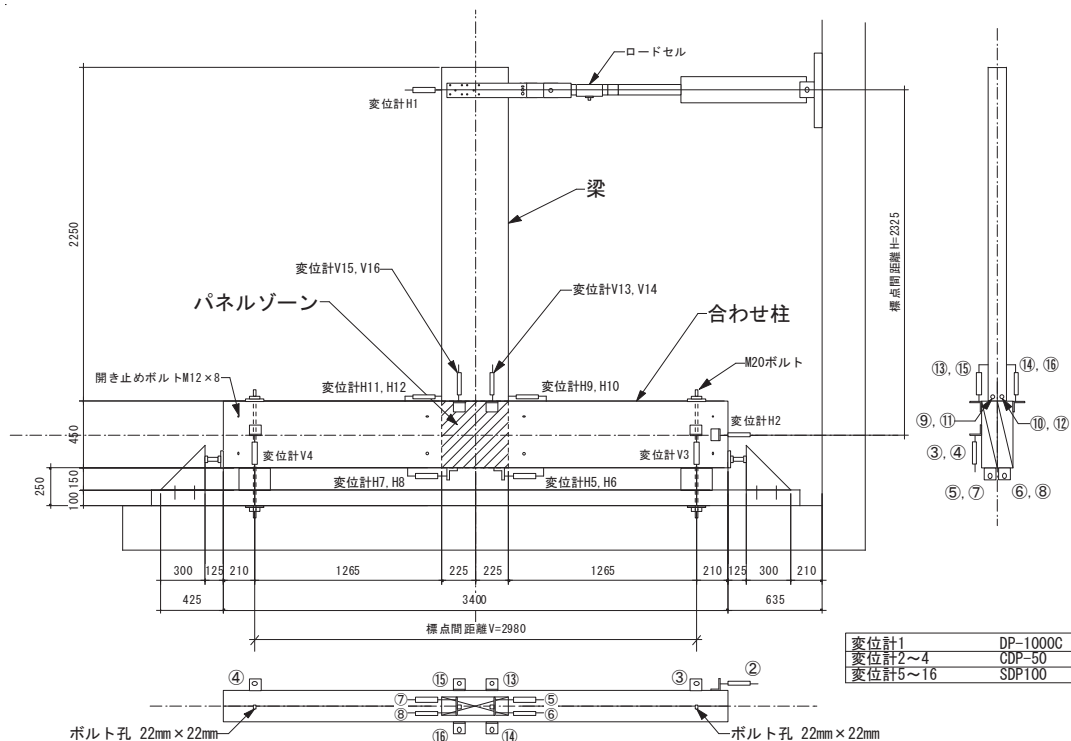 ロードセル
変位計H1
梁
2250
標点間距離H=2325
変位計V15, V16
変位計V13, V14
パネルゾーン
合わせ柱
M20ボルト
開き止めボルトM12×8
変位計H11, H12
変位計H9, H10
変位計H2
450
変位計V4
変位計V3
変位計H7, H8
変位計H5, H6
250
150
100
300
125
210
1265
225
225
1265
210
125
300
210
425
3400
635
標点間距離V=2980
⑬, ⑮
⑭, ⑯
⑨, ⑪
⑩, ⑫
③, ④
⑤, ⑦
⑥, ⑧
変位計1 DP-1000C
変位計2~4 CDP-50
変位計5~16 SDP100
④
⑮
⑬
③
②
⑦
⑤
⑧
⑥
⑯
⑭
ボルト孔 22mm×22mm
ボルト孔 22mm×22mm